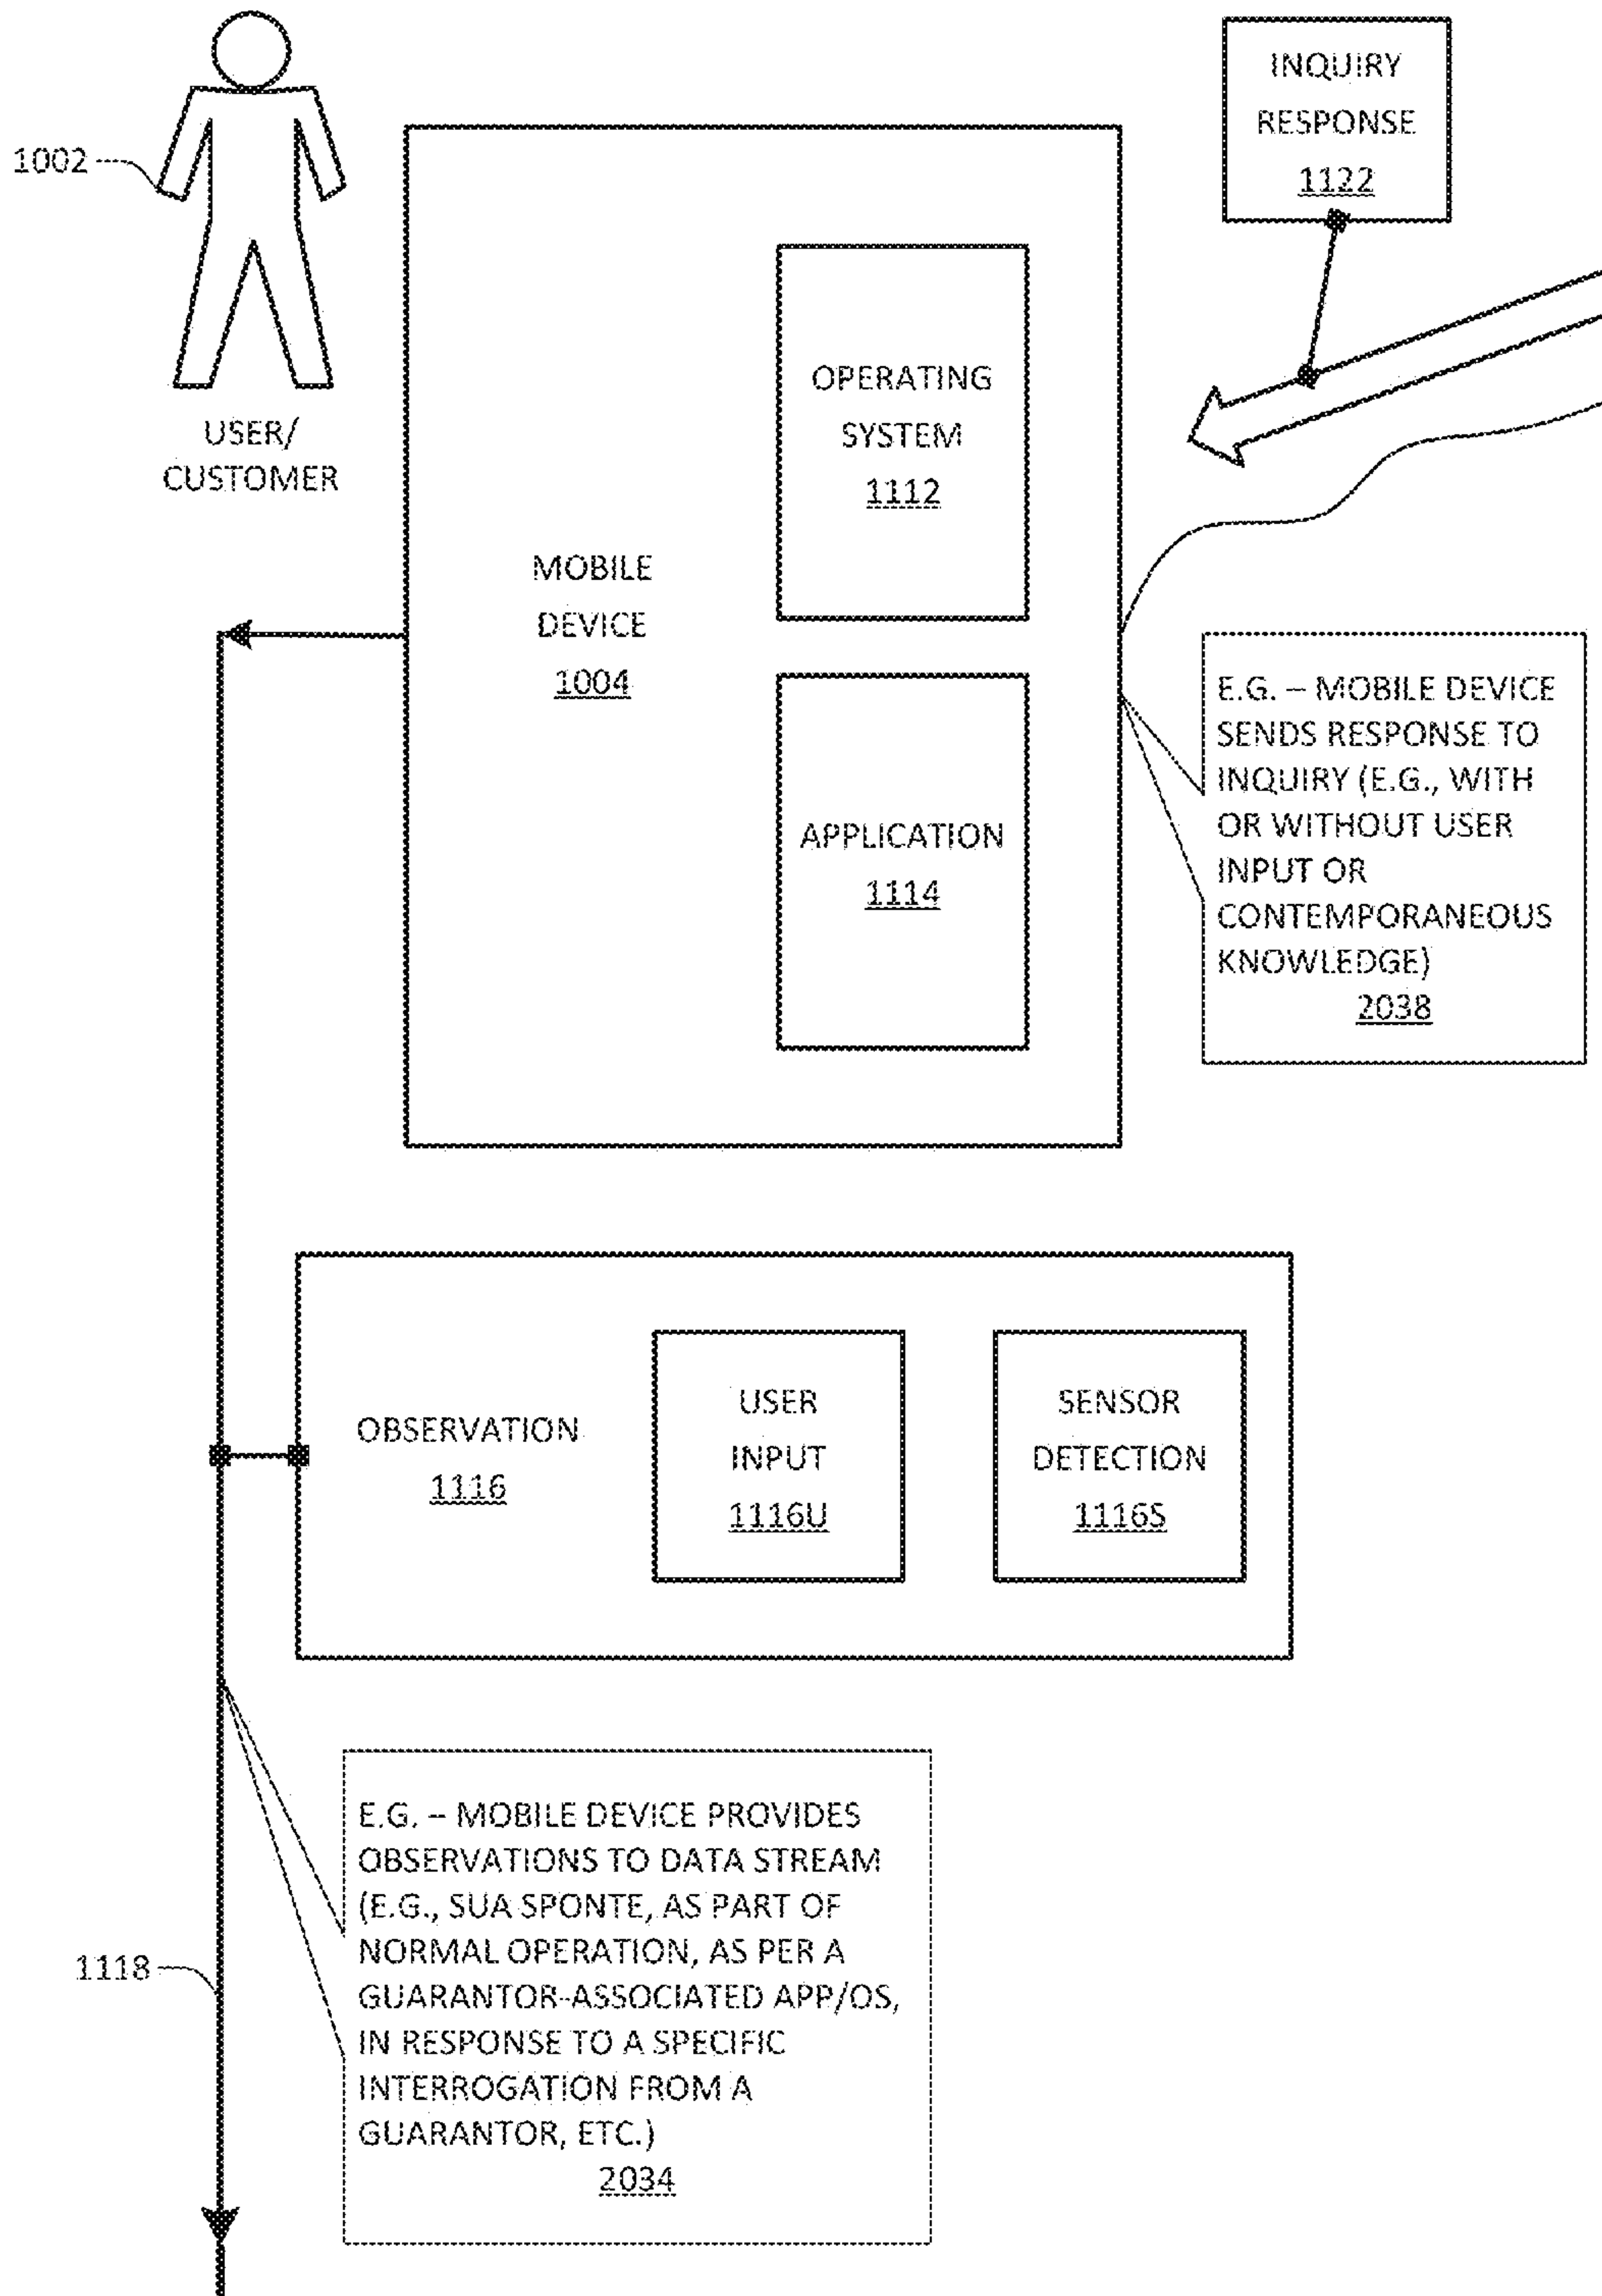 1002
USER/
CUSTOMER
INQUIRY
RESPONSE
1122
OPERATING
SYSTEM
1112
MOBILE
DEVICE
1004
APPLICATION
1114
E.G. – MOBILE DEVICE
SENDS RESPONSE TO
INQUIRY (E.G., WITH
OR WITHOUT USER
INPUT OR
CONTEMPORANEOUS
KNOWLEDGE)
2038
OBSERVATION
1116
USER
INPUT
1116U
SENSOR
DETECTION
1116S
E.G. – MOBILE DEVICE PROVIDES
OBSERVATIONS TO DATA STREAM
(E.G., SUA SPONTE, AS PART OF
NORMAL OPERATION, AS PER A
GUARANTOR-ASSOCIATED APP/OS,
IN RESPONSE TO A SPECIFIC
INTERROGATION FROM A
GUARANTOR, ETC.)
2034
1118